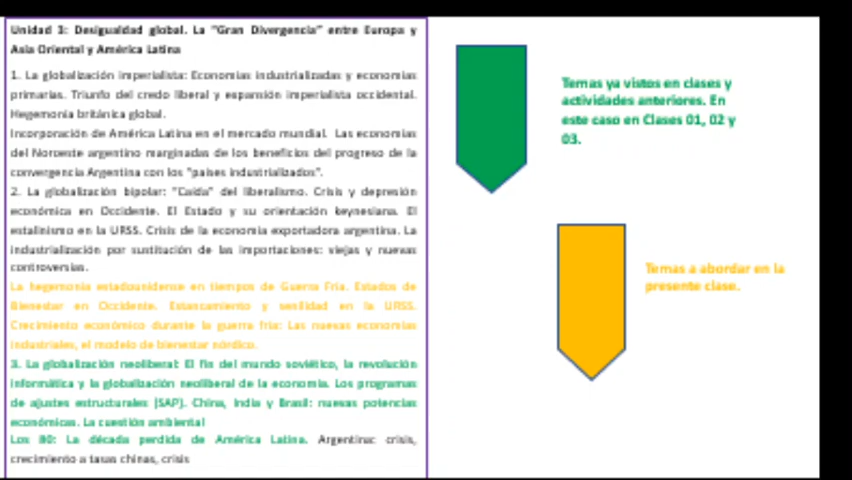 Unidad 3: Desigualdad global. La "Gran Divergencia" entre Europa y
Asia Oriental y América Latina
1. La globalización imperialista: Economías industrializadas y economías
primarias. Triunfo del credo liberal y expansión imperialista occidental.
Hegemonía británica global.
Incorporación de América Latina en el mercado mundial. Las economías
del Noroeste argentino marginadas de los beneficios del progreso de la
convergencia Argentina con los "países industrializados".
2. La globalización bipolar: "Caída" del liberalismo. Crisis y depresión
económica en Occidente. El Estado y su orientación keynesiana. El
estalinismo en la URSS. Crisis de la economía exportadora argentina. La
industrialización por sustitución de las importaciones: viejas y nuevas
controversias.
La hegemonía estadounidense en tiempos de Guerra Fría. Estados de
Bienestar en Occidente. Estancamiento y senilidad en la URSS.
Crecimiento económico durante la guerra fría: Las nuevas economías
industriales, el modelo de bienestar nórdico.
3. La globalización neoliberal: El fin del mundo soviético, la revolución
informática y la globalización neoliberal de la economía. Los programas
de ajustes estructurales (SAP). China, India y Brasil: nuevas potencias
económicas. La cuestión ambiental
Los 80: La década perdida de América Latina. Argentina: crisis,
crecimiento a tasas chinas, crisis
Temas ya vistos en clases y
actividades anteriores. En
este caso en Clases 01, 02 y
03.
Temas a abordar en la
presente clase.